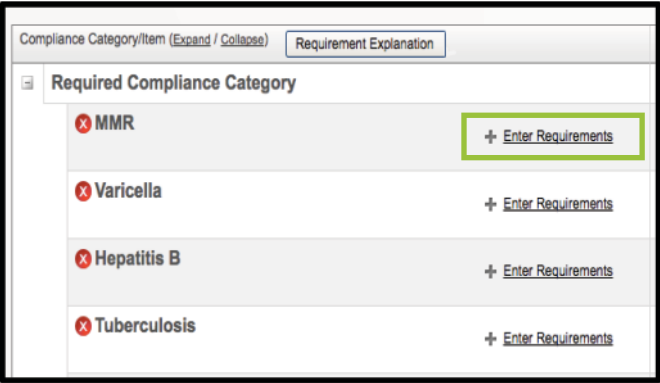 Compliance Category/Item (Expand / Collapse) Requirement Explanation
Required Compliance Category
MMR + Enter Requirements
Varicella + Enter Requirements
Hepatitis B + Enter Requirements
Tuberculosis + Enter Requirements